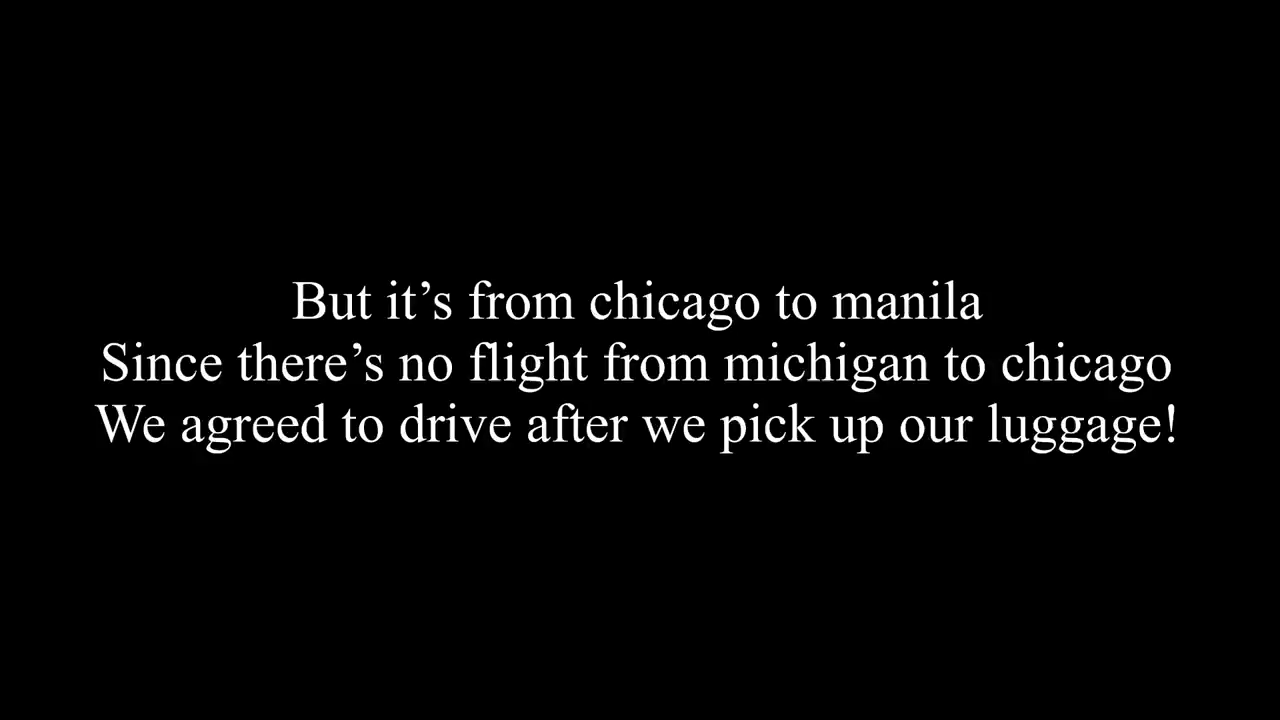 But it’s from chicago to manila
Since there’s no flight from michigan to chicago
We agreed to drive after we pick up our luggage!